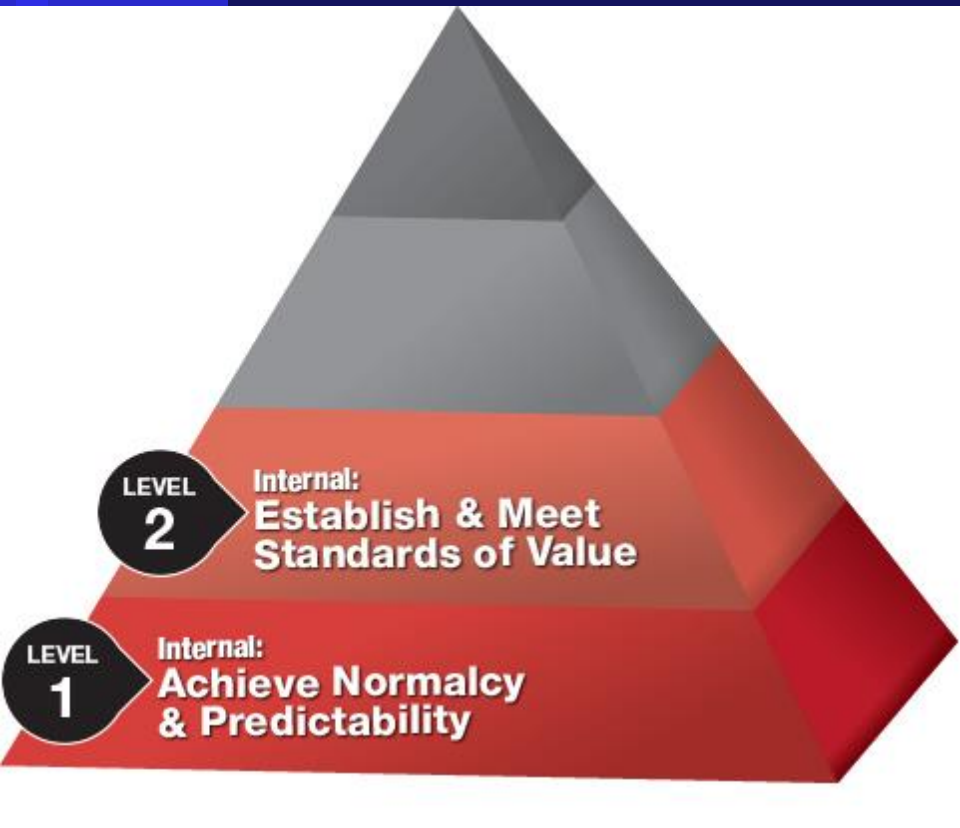 LEVEL
2
Internal:
Establish & Meet
Standards of Value
LEVEL
1
Internal:
Achieve Normalcy
& Predictability